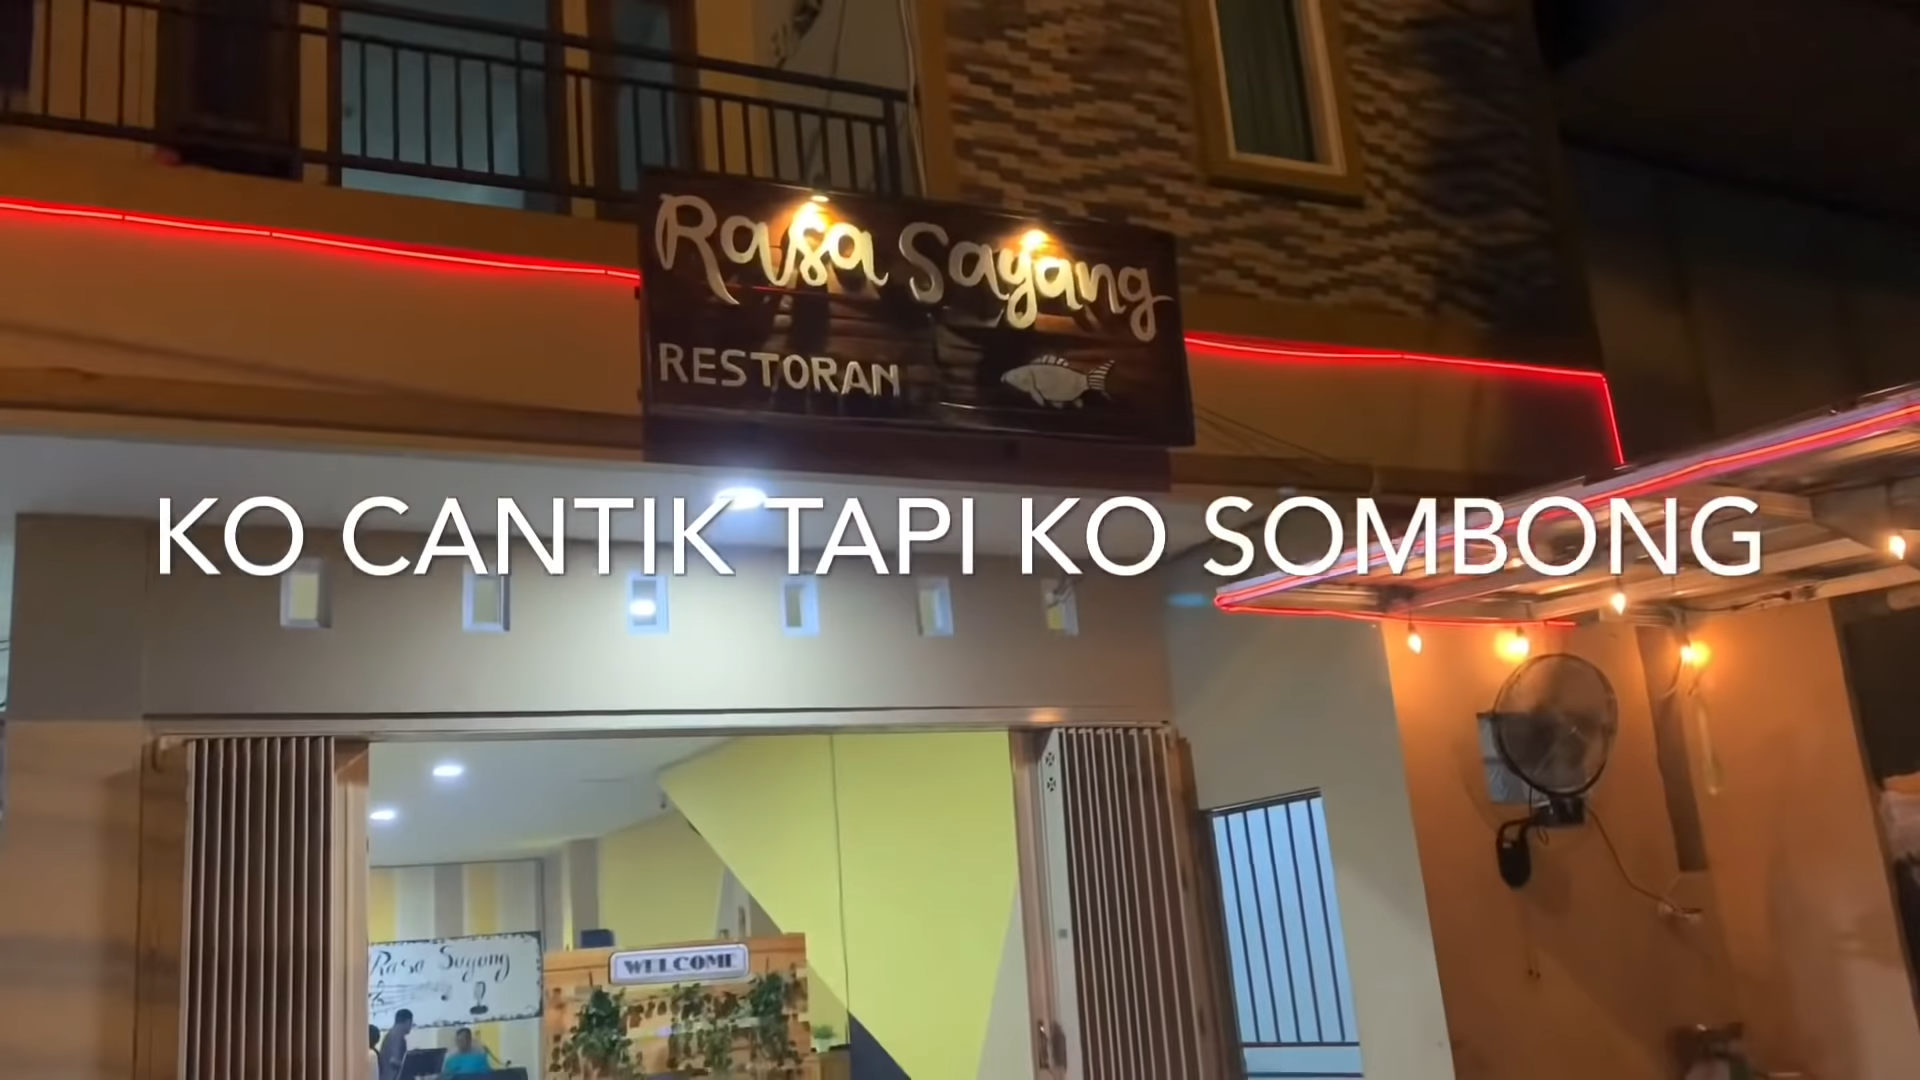 Rasa Sayang
RESTORAN
KO CANTIK TAPI KO SOMBONG
Rasa Sayang
WELCOME